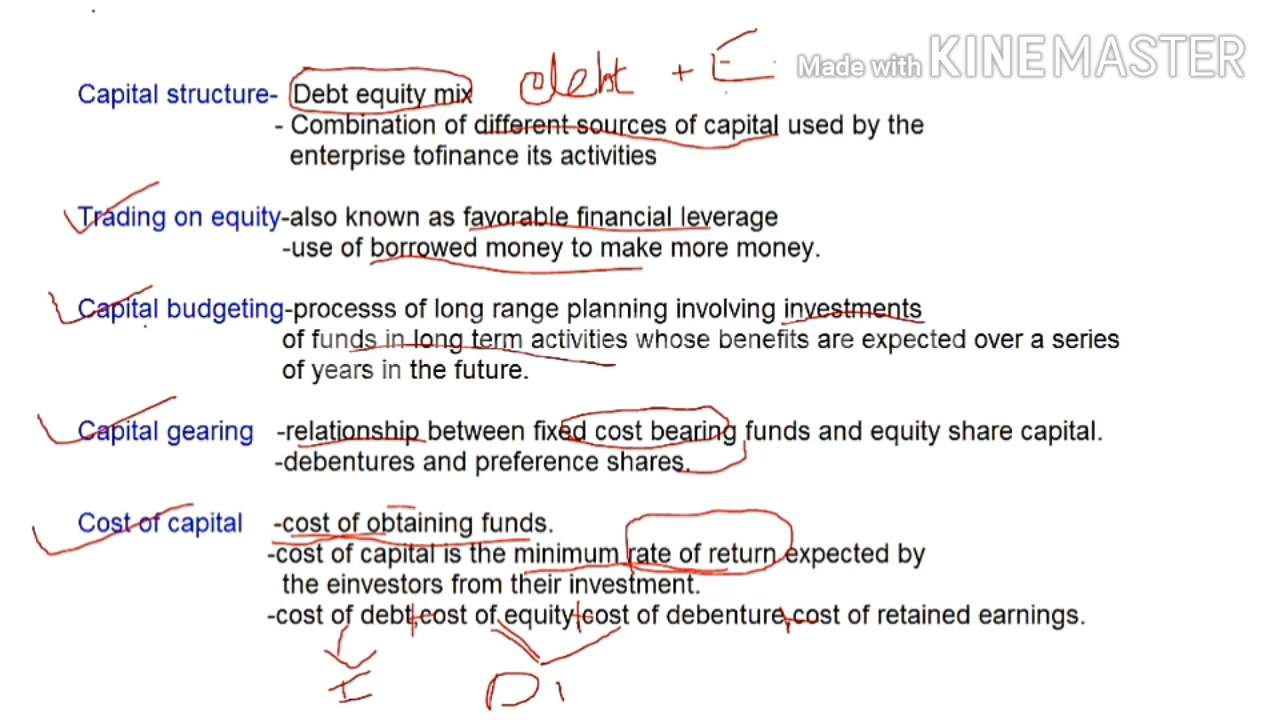 Made with KINEMASTER
debt + E
Capital structure- Debt equity mix
- Combination of different sources of capital used by the
enterprise tofinance its activities
Trading on equity-also known as favorable financial leverage
-use of borrowed money to make more money.
Capital budgeting-processs of long range planning involving investments
of funds in long term activities whose benefits are expected over a series
of years in the future.
Capital gearing -relationship between fixed cost bearing funds and equity share capital.
-debentures and preference shares.
Cost of capital -cost of obtaining funds.
-cost of capital is the minimum rate of return expected by
the einvestors from their investment.
-cost of debt,cost of equity,cost of debenture,cost of retained earnings.
I DI